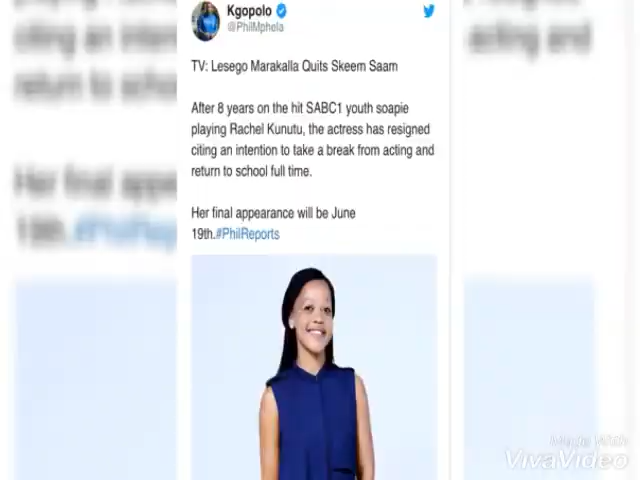 Kgopolo
@PhilMphela
TV: Lesego Marakalla Quits Skeem Saam
After 8 years on the hit SABC1 youth soapie
playing Rachel Kunutu, the actress has resigned
citing an intention to take a break from acting and
return to school full time.
Her final appearance will be June
19th.#PhilReports
Made With
VivaVideo